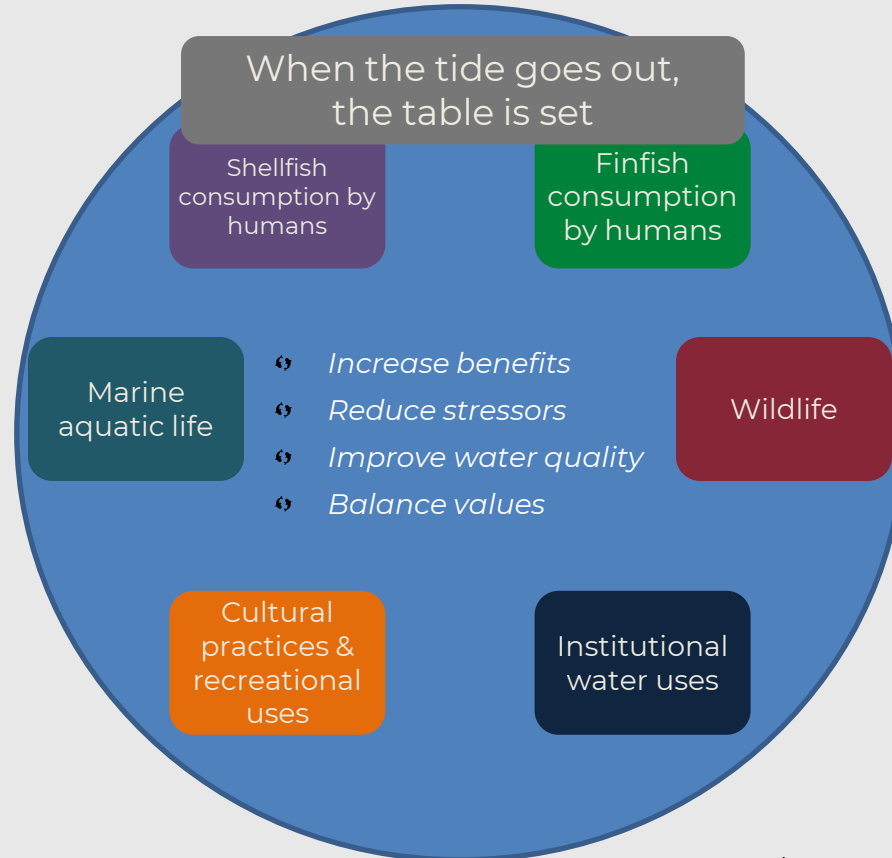 When the tide goes out,
the table is set
Shellfish
consumption by
humans
Finfish
consumption
by humans
Marine
aquatic life
Increase benefits
Reduce stressors
Improve water quality
Balance values
Wildlife
Cultural
practices &
recreational
uses
Institutional
water uses